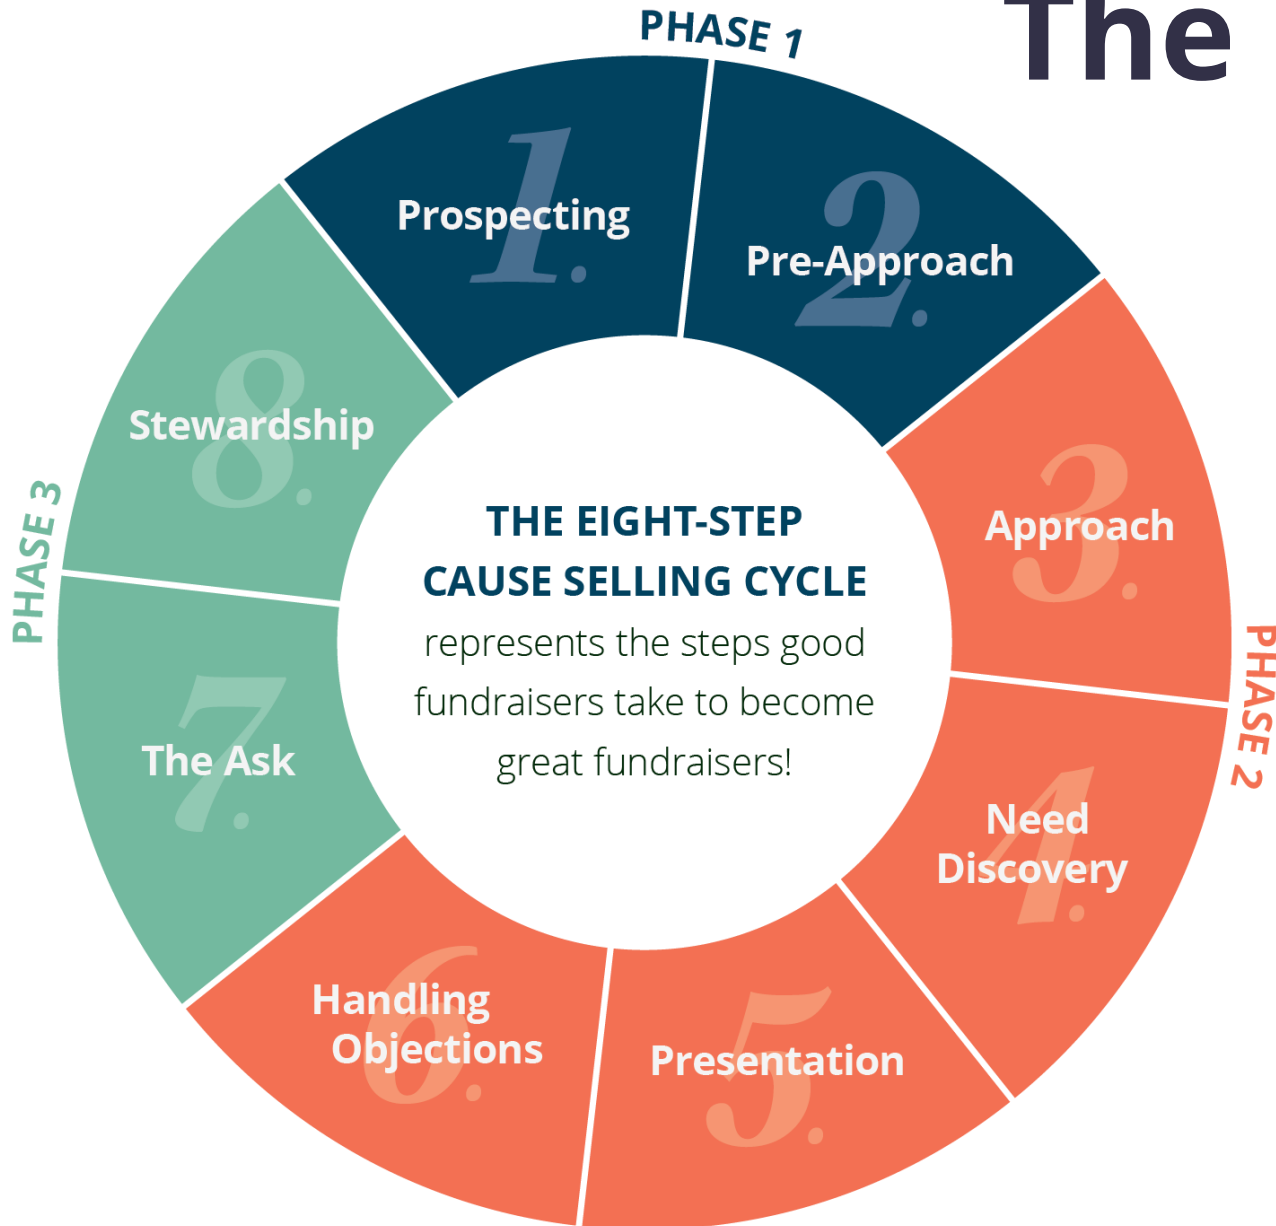 The
PHASE 1
1.
Prospecting
2.
Pre-Approach
3.
Approach
PHASE 2
4.
Need
Discovery
5.
Presentation
6.
Handling
Objections
7.
The Ask
PHASE 3
8.
Stewardship
THE EIGHT-STEP
CAUSE SELLING CYCLE
represents the steps good
fundraisers take to become
great fundraisers!